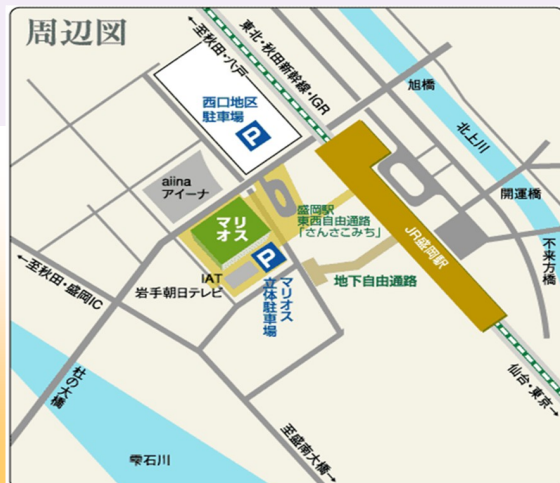 周辺図
←至秋田・八戸
東北・秋田新幹線・IGR
旭橋
西口地区
駐車場
P
北上川
aiina
アイーナ
開運橋
マリ
オス
盛岡駅
東西自由通路
「さんさこみち」
JR盛岡駅
不来方橋
←至秋田・盛岡IC
IAT
岩手朝日テレビ
P
マリオス
立体駐車場
地下自由通路
仙台・東京→
杜の大橋
至盛南大橋→
雫石川